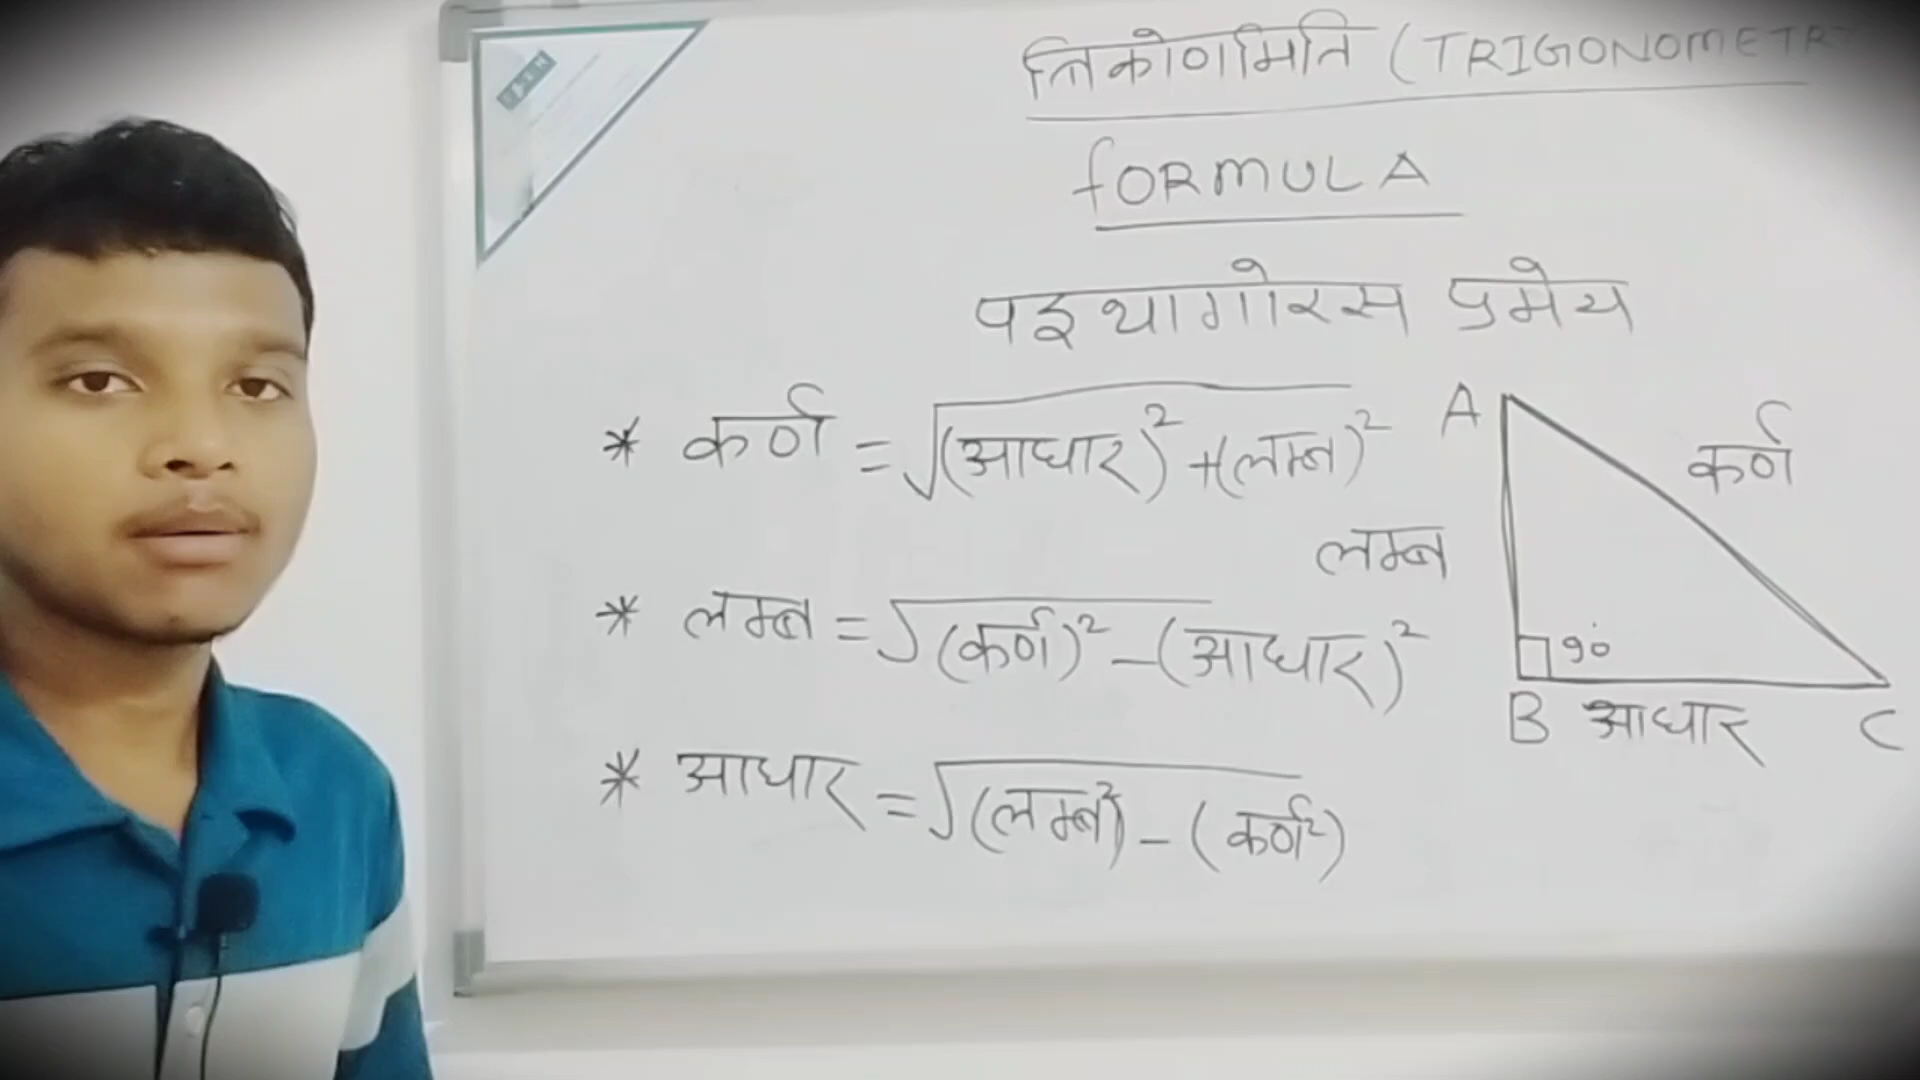 त्रिकोणमिति (TRIGONOMETRY
fORMULA
पइथागोरस प्रमेय
* कर्ण = √(आधार)² + (लम्ब)²
A
कर्ण
लम्ब
* लम्ब = √(कर्ण)² - (आधार)²
90°
B आधार C
* आधार = √(लम्ब²) - (कर्ण²)